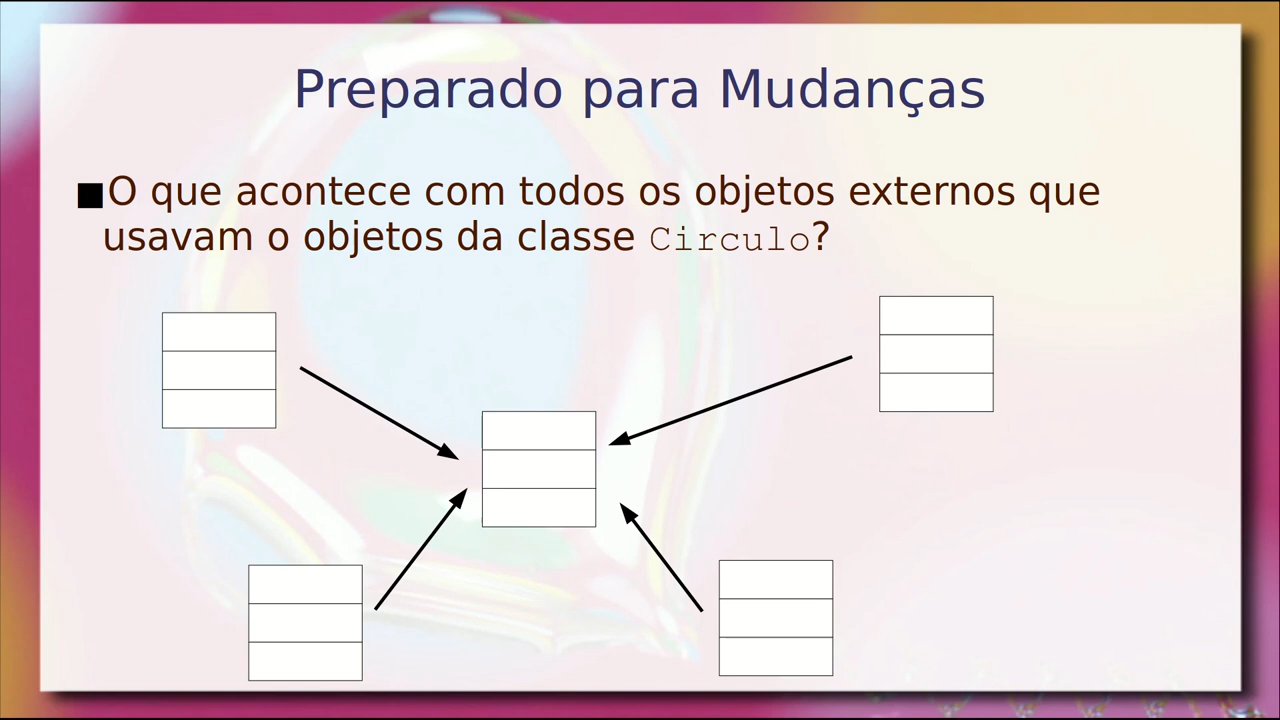 Preparado para Mudanças
■O que acontece com todos os objetos externos que
usavam o objetos da classe Circulo?